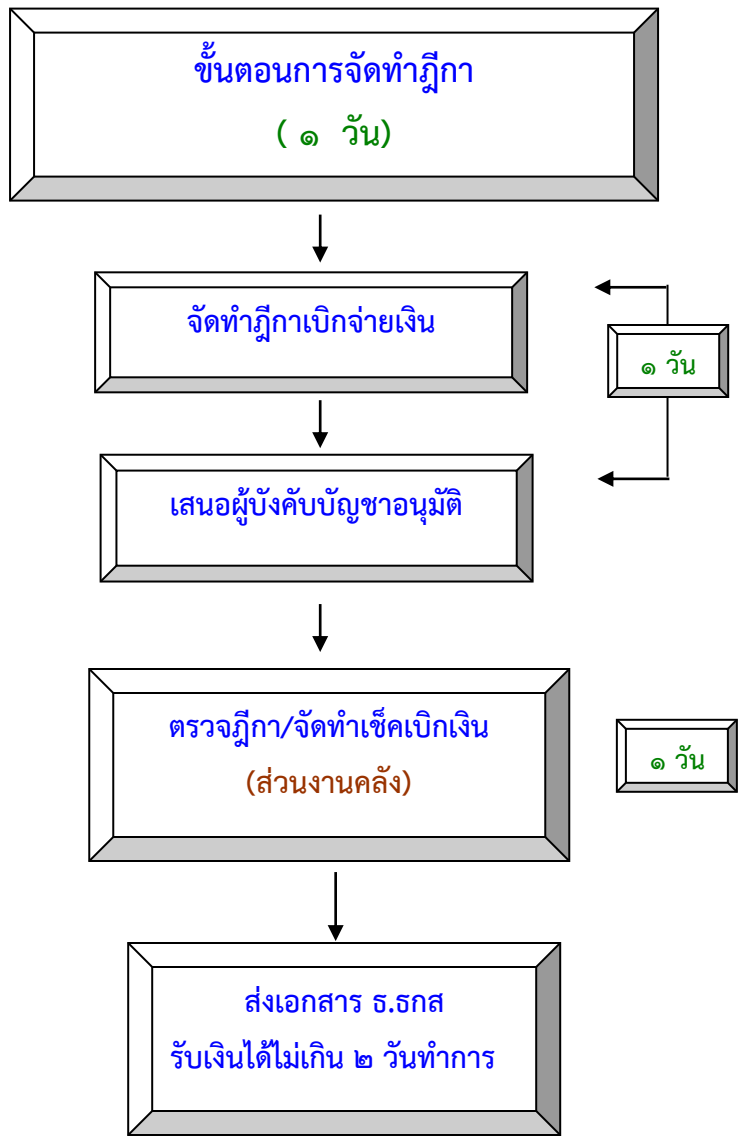 ขั้นตอนการจัดทำฎีกา
( ๑ วัน)
จัดทำฎีกาเบิกจ่ายเงิน
๑ วัน
เสนอผู้บังคับบัญชาอนุมัติ
ตรวจฎีกา/จัดทำเช็คเบิกเงิน
(ส่วนงานคลัง)
๑ วัน
ส่งเอกสาร ธ.ธกส
รับเงินได้ไม่เกิน ๒ วันทำการ